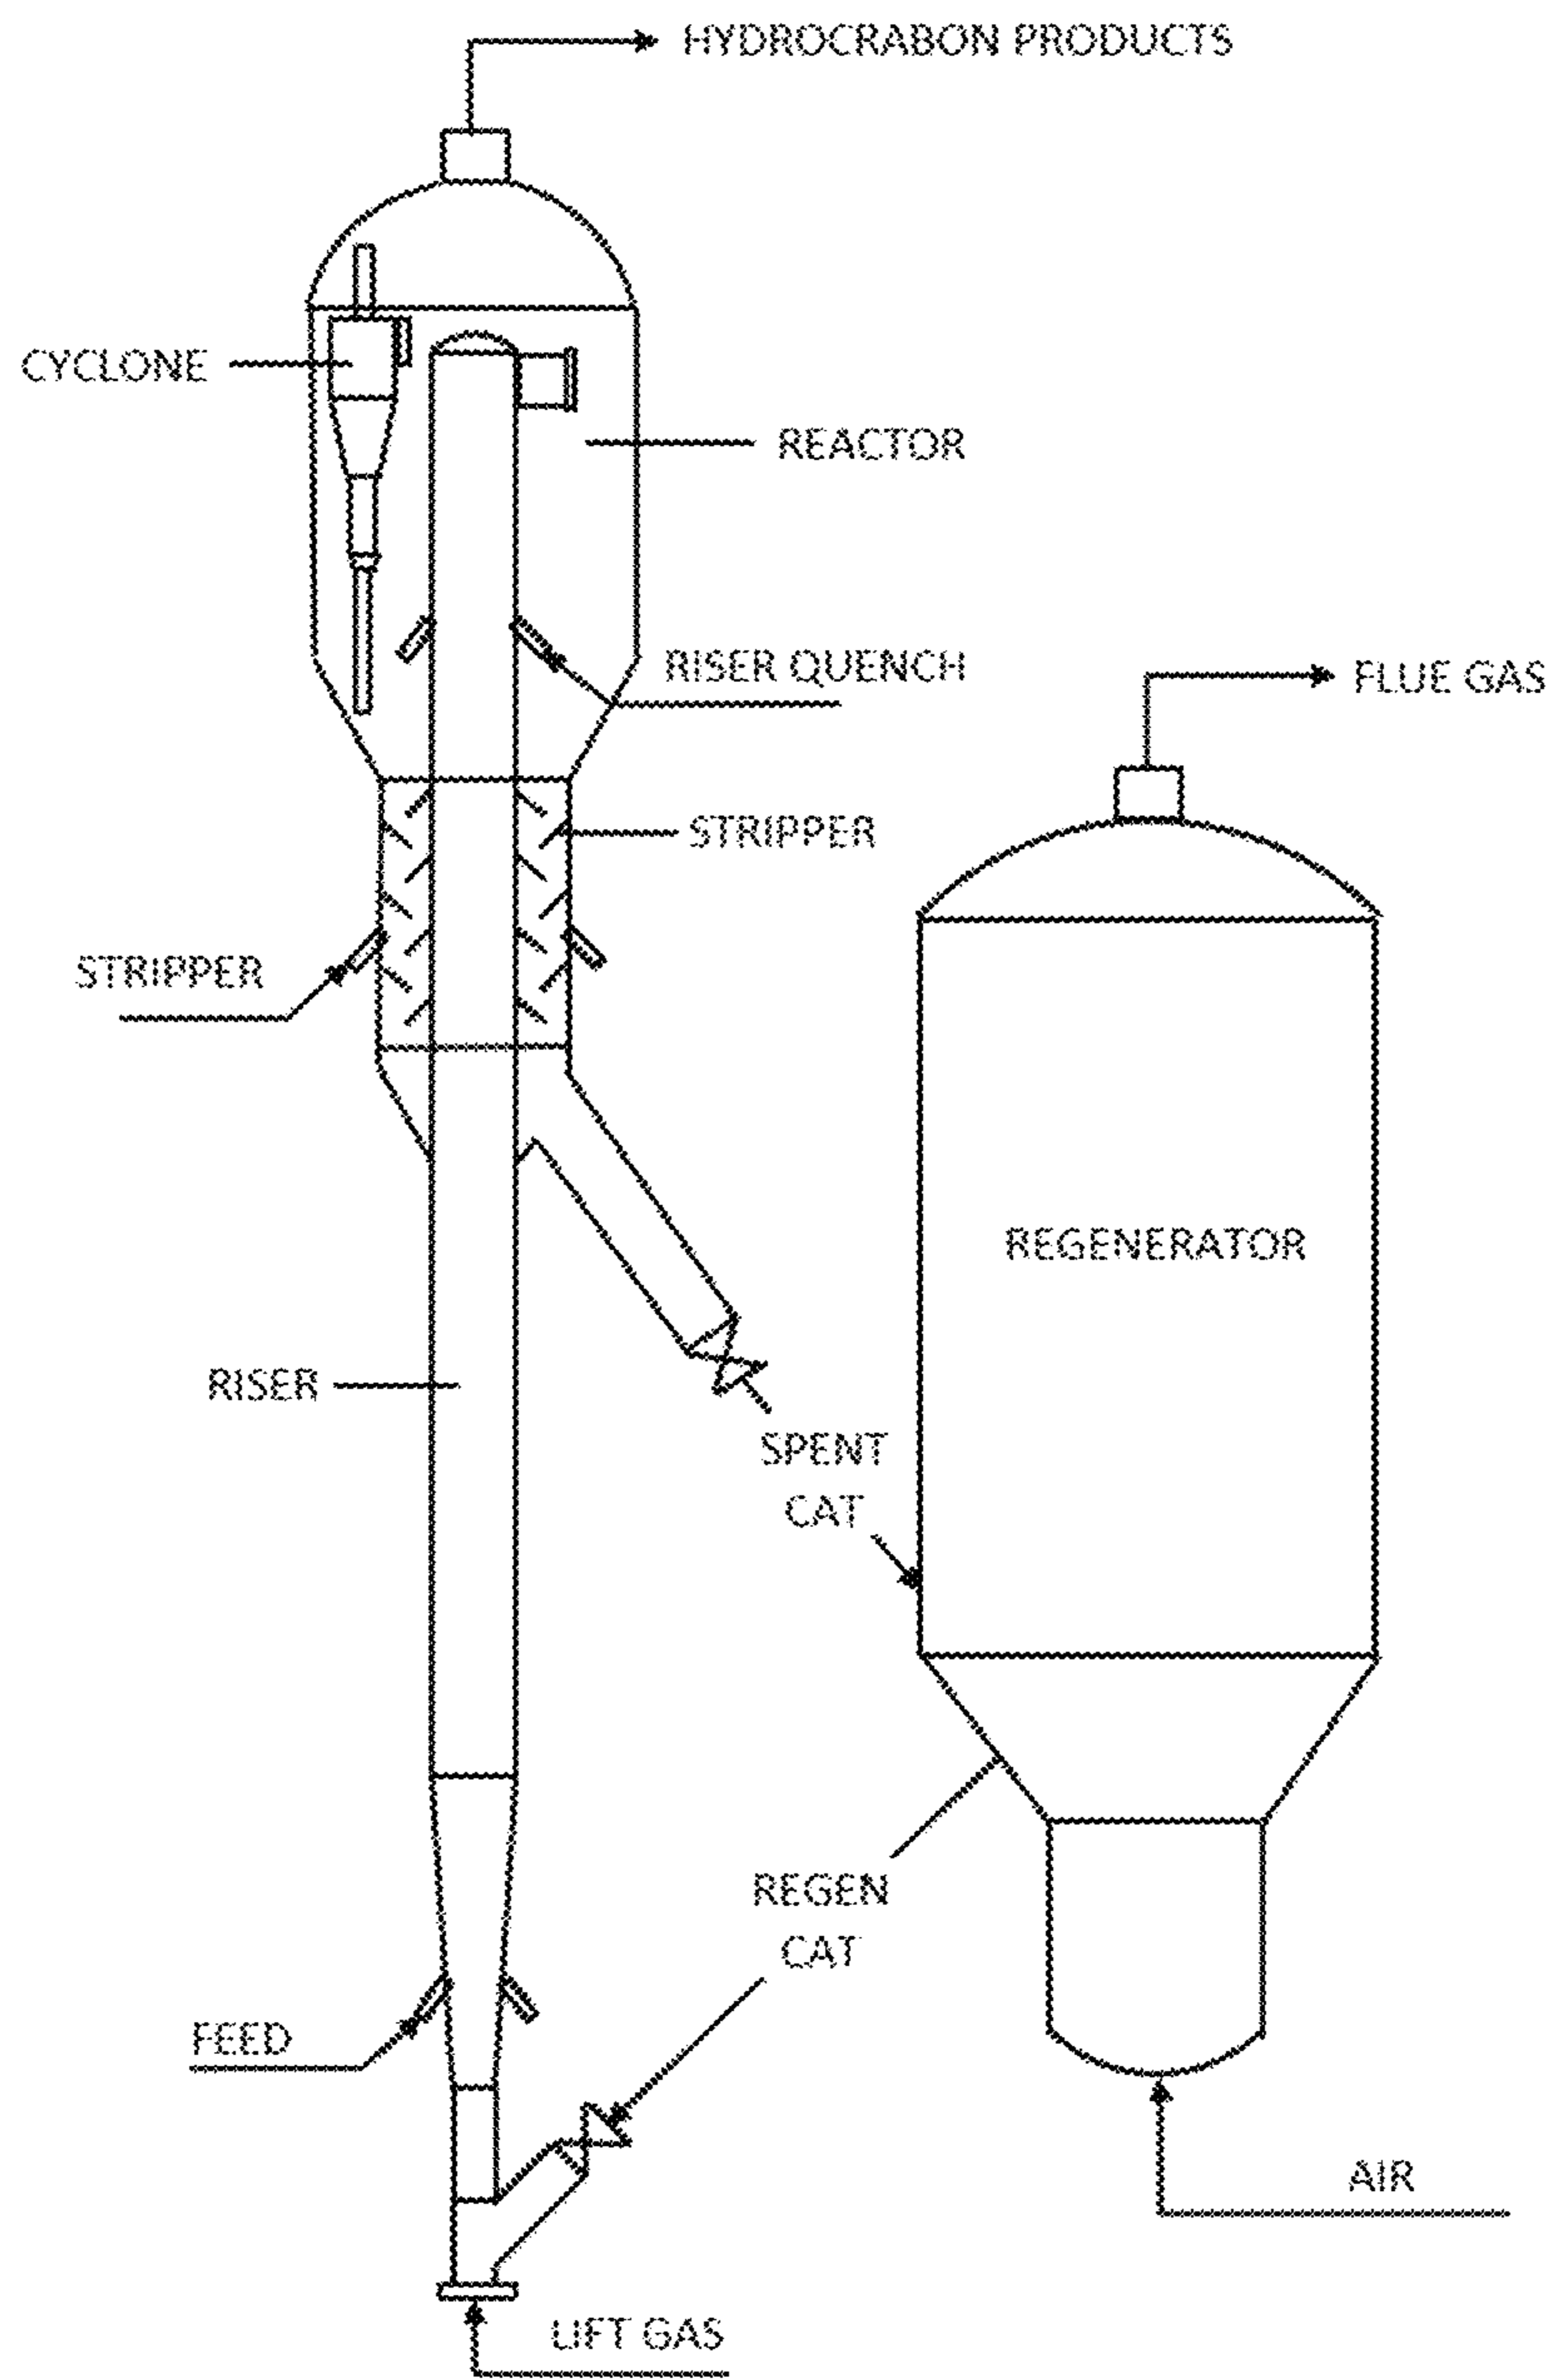 HYDROCRABON PRODUCTS
CYCLONE
REACTOR
RISER QUENCH
FLUE GAS
STRIPPER
STRIPPER
REGENERATOR
RISER
SPENT
CAT
REGEN
CAT
FEED
AIR
LIFT GAS